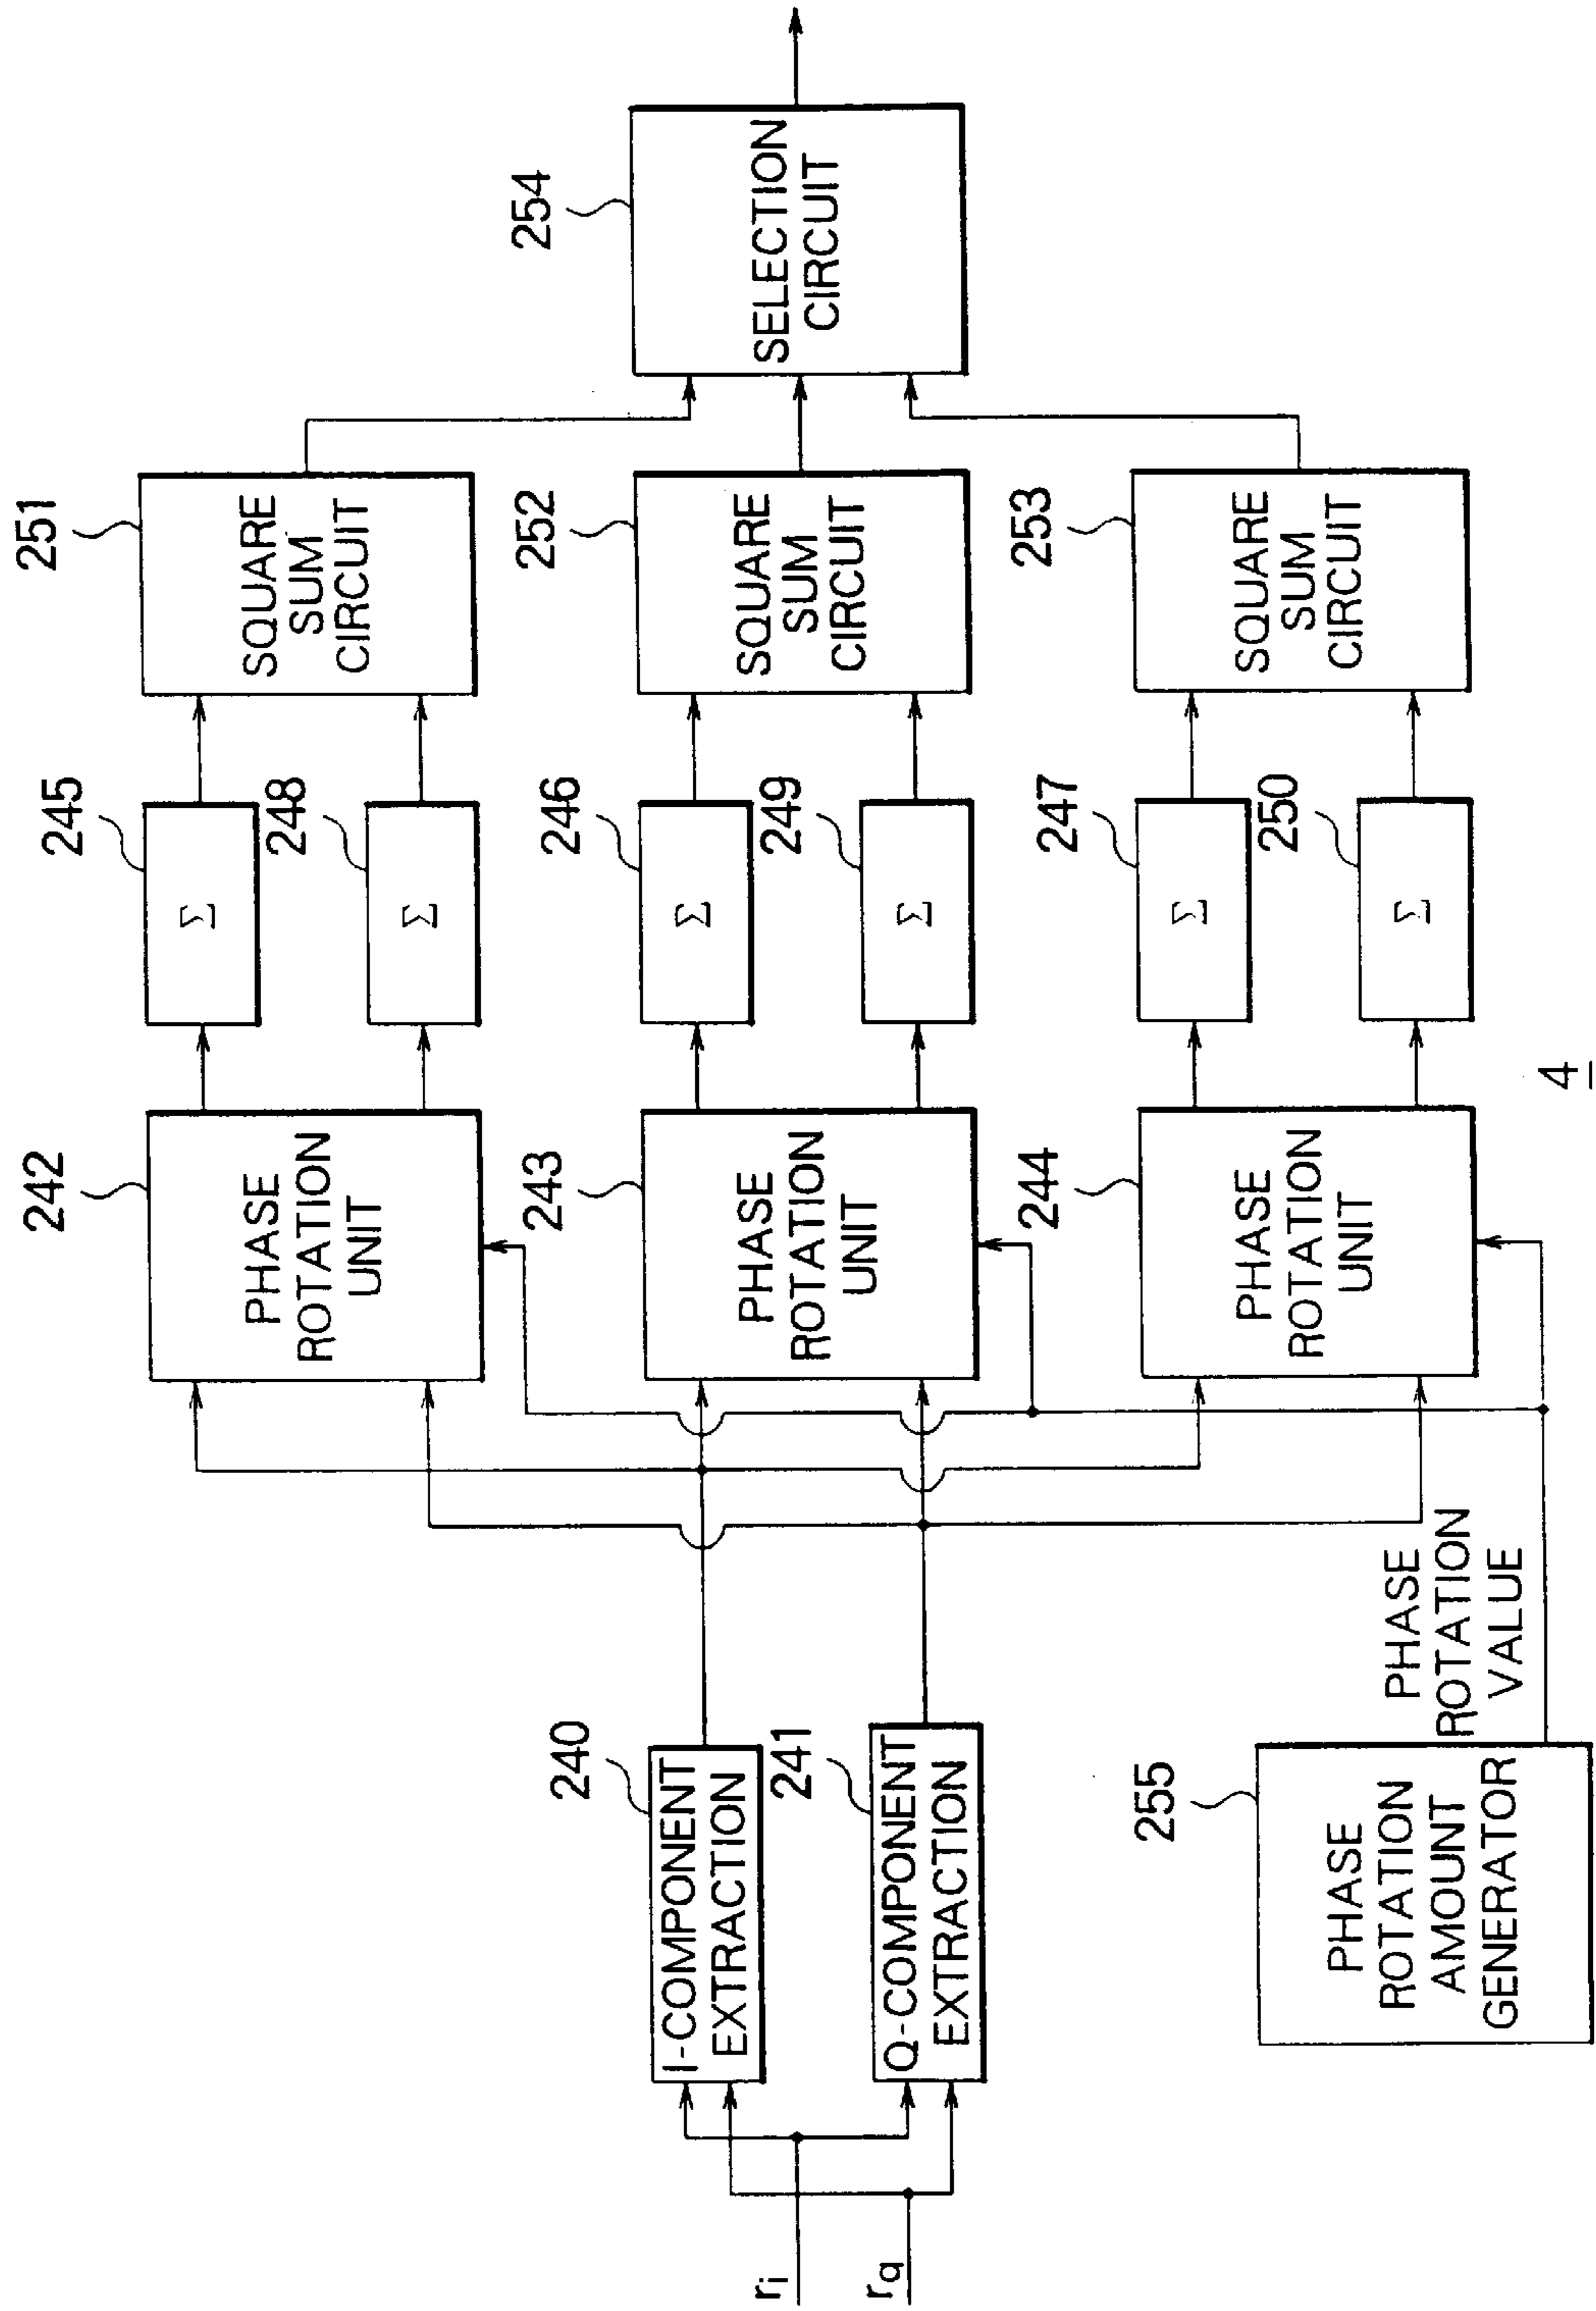 ri
rq
240
I-COMPONENT
EXTRACTION
241
Q-COMPONENT
EXTRACTION
255
PHASE
ROTATION
AMOUNT
GENERATOR
PHASE
ROTATION
VALUE
242
PHASE
ROTATION
UNIT
243
PHASE
ROTATION
UNIT
244
PHASE
ROTATION
UNIT
245
Σ
248
Σ
246
Σ
249
Σ
247
Σ
250
Σ
251
SQUARE
SUM
CIRCUIT
252
SQUARE
SUM
CIRCUIT
253
SQUARE
SUM
CIRCUIT
254
SELECTION
CIRCUIT
4